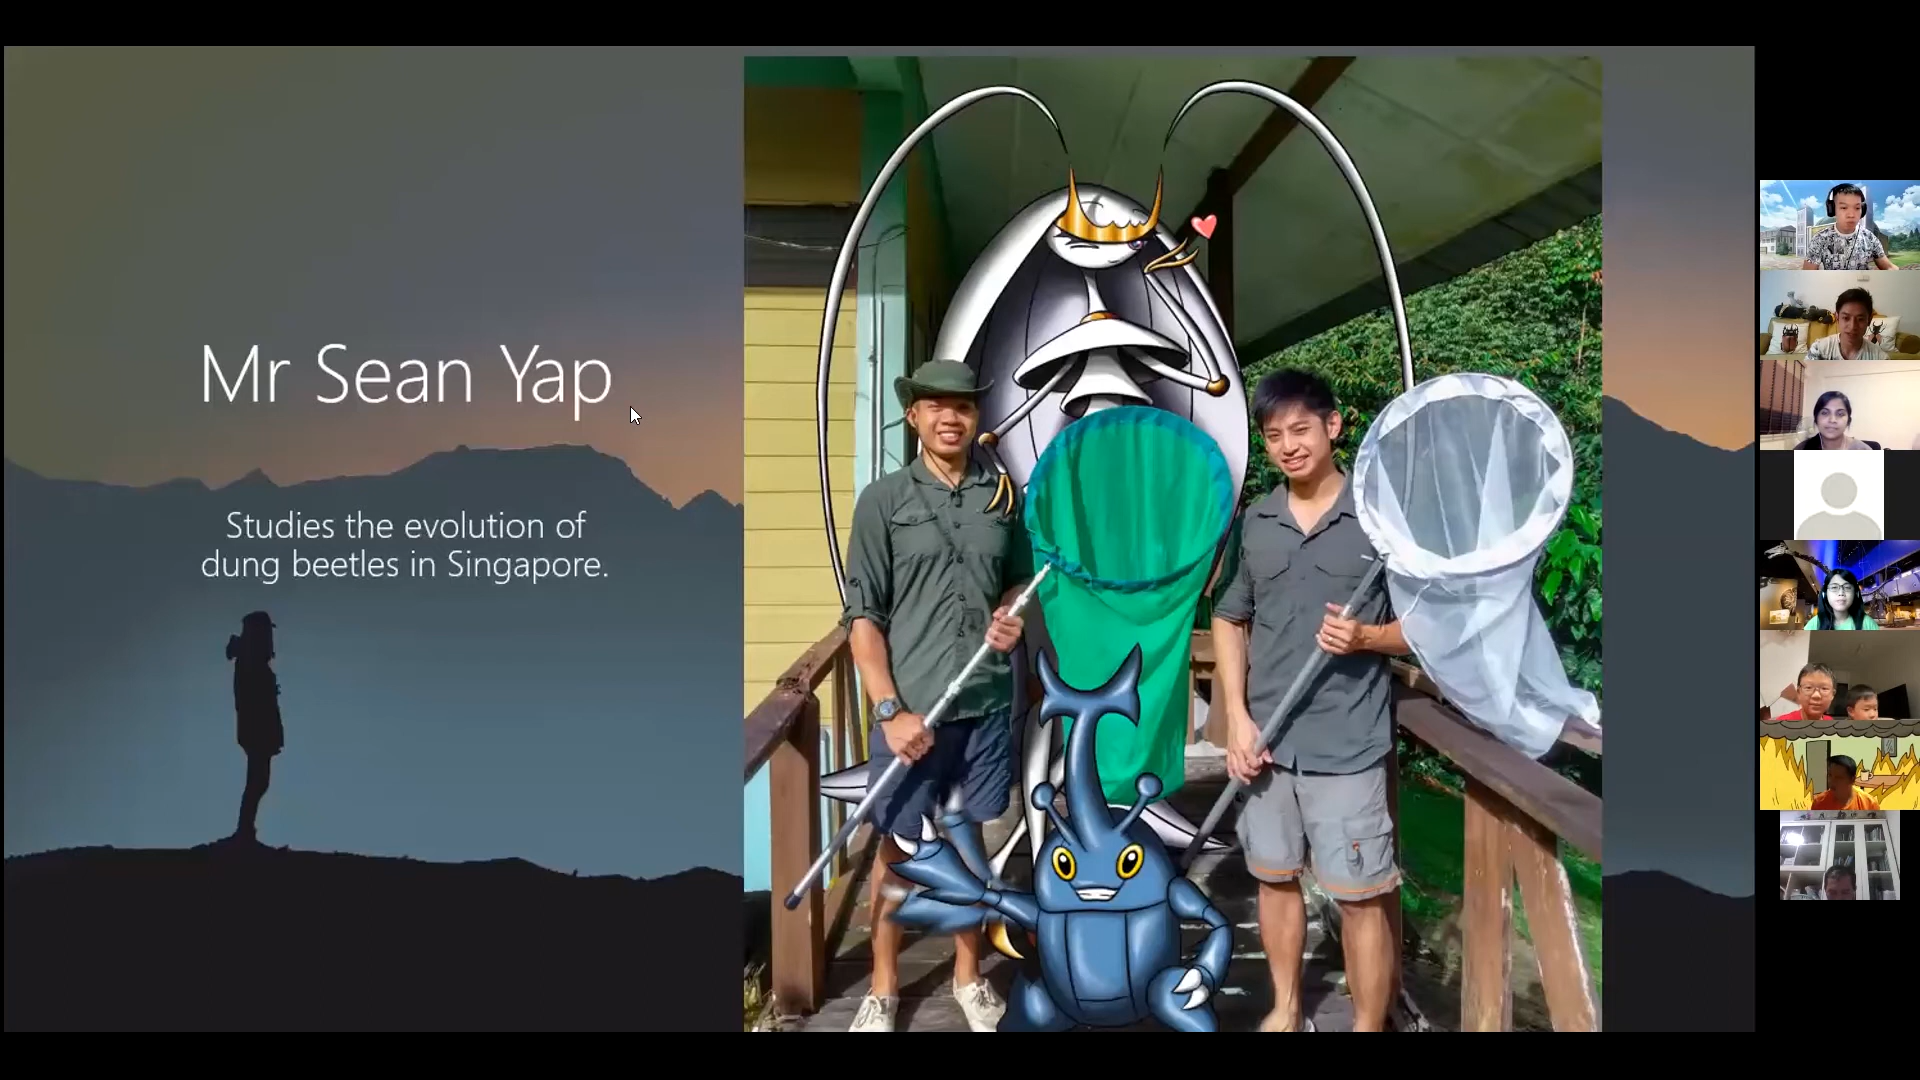 Mr Sean Yap
Studies the evolution of
dung beetles in Singapore.